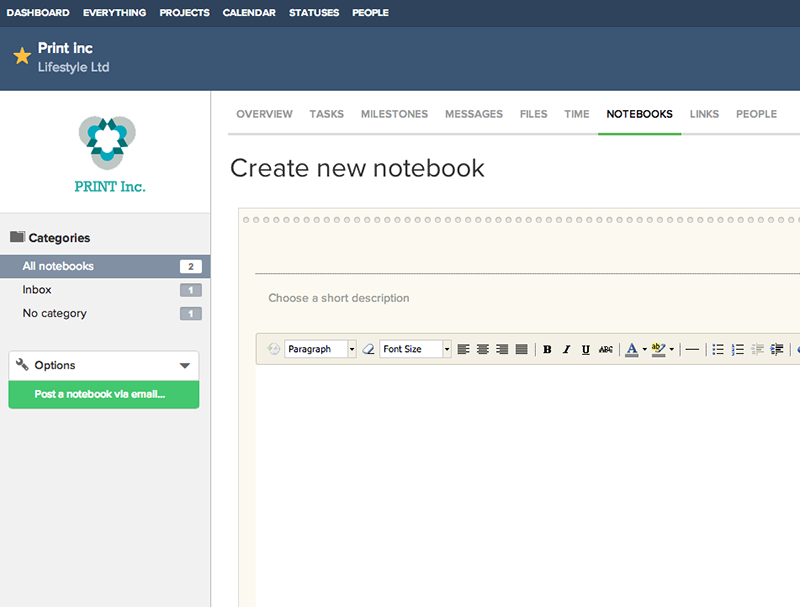 DASHBOARD EVERYTHING PROJECTS CALENDAR STATUSES PEOPLE
Print inc
Lifestyle Ltd
PRINT Inc.
Categories
All notebooks 2
Inbox 1
No category 1
Options
Post a notebook via email...
OVERVIEW TASKS MILESTONES MESSAGES FILES TIME NOTEBOOKS LINKS PEOPLE
Create new notebook
Choose a short description
Paragraph Font Size B I U ABC A ab